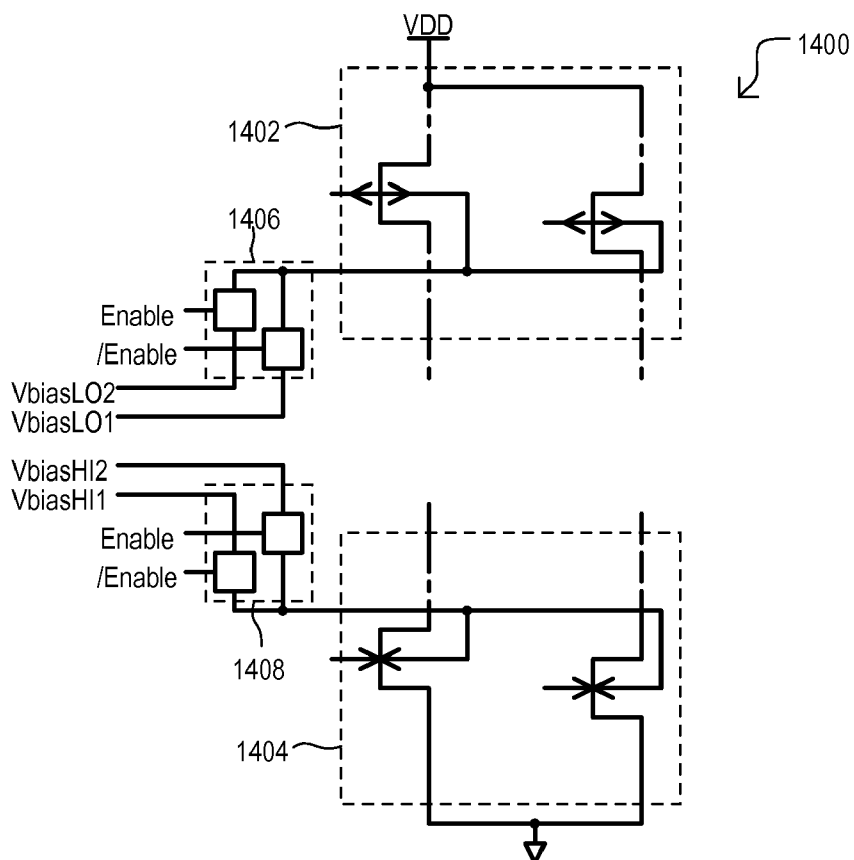 VDD
1400
1402
1406
Enable
/Enable
VbiasLO2
VbiasLO1
VbiasHI2
VbiasHI1
Enable
/Enable
1408
1404